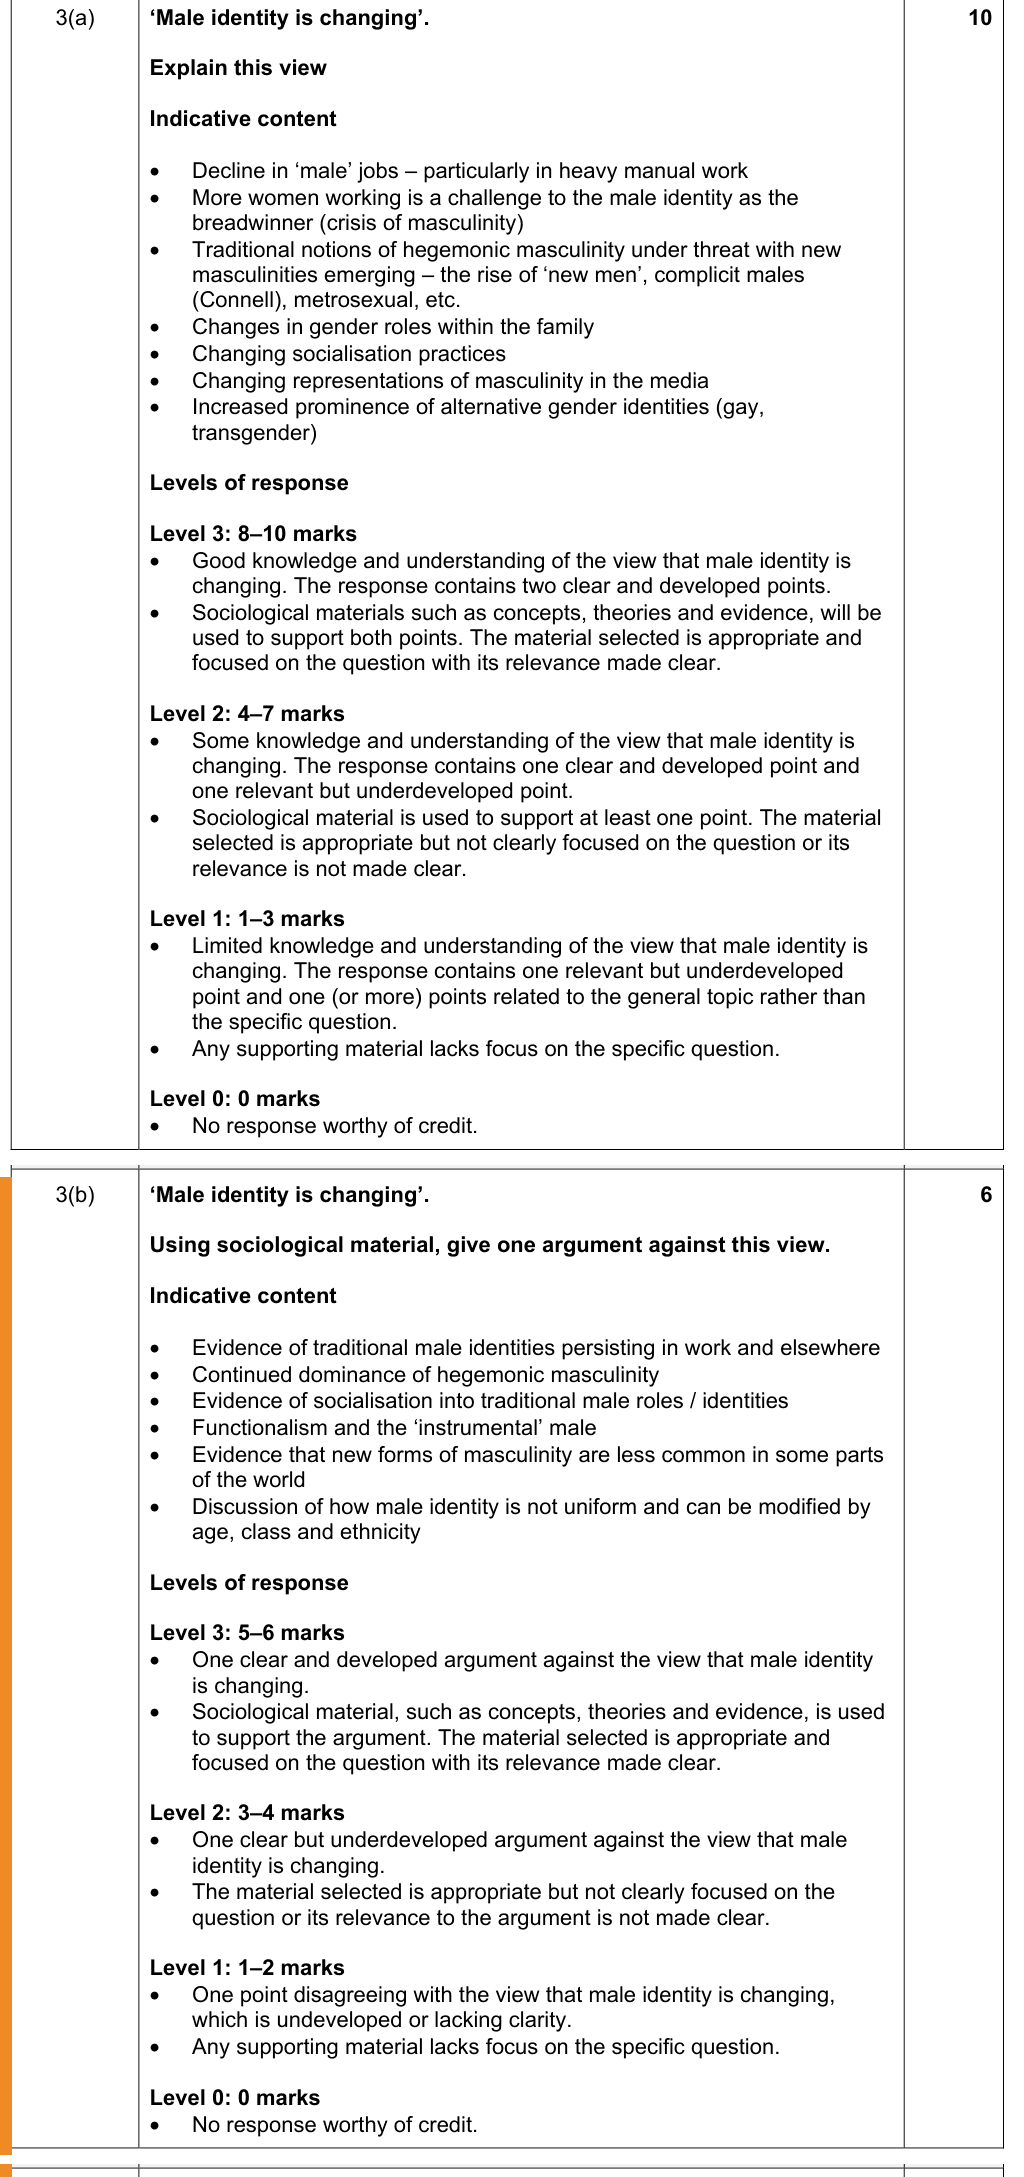 3(a) ‘Male identity is changing’. 10
Explain this view
Indicative content
• Decline in ‘male’ jobs – particularly in heavy manual work
• More women working is a challenge to the male identity as the
breadwinner (crisis of masculinity)
• Traditional notions of hegemonic masculinity under threat with new
masculinities emerging – the rise of ‘new men’, complicit males
(Connell), metrosexual, etc.
• Changes in gender roles within the family
• Changing socialisation practices
• Changing representations of masculinity in the media
• Increased prominence of alternative gender identities (gay,
transgender)
Levels of response
Level 3: 8–10 marks
• Good knowledge and understanding of the view that male identity is
changing. The response contains two clear and developed points.
• Sociological materials such as concepts, theories and evidence, will be
used to support both points. The material selected is appropriate and
focused on the question with its relevance made clear.
Level 2: 4–7 marks
• Some knowledge and understanding of the view that male identity is
changing. The response contains one clear and developed point and
one relevant but underdeveloped point.
• Sociological material is used to support at least one point. The material
selected is appropriate but not clearly focused on the question or its
relevance is not made clear.
Level 1: 1–3 marks
• Limited knowledge and understanding of the view that male identity is
changing. The response contains one relevant but underdeveloped
point and one (or more) points related to the general topic rather than
the specific question.
• Any supporting material lacks focus on the specific question.
Level 0: 0 marks
• No response worthy of credit.
3(b) ‘Male identity is changing’. 6
Using sociological material, give one argument against this view.
Indicative content
• Evidence of traditional male identities persisting in work and elsewhere
• Continued dominance of hegemonic masculinity
• Evidence of socialisation into traditional male roles / identities
• Functionalism and the ‘instrumental’ male
• Evidence that new forms of masculinity are less common in some parts
of the world
• Discussion of how male identity is not uniform and can be modified by
age, class and ethnicity
Levels of response
Level 3: 5–6 marks
• One clear and developed argument against the view that male identity
is changing.
• Sociological material, such as concepts, theories and evidence, is used
to support the argument. The material selected is appropriate and
focused on the question with its relevance made clear.
Level 2: 3–4 marks
• One clear but underdeveloped argument against the view that male
identity is changing.
• The material selected is appropriate but not clearly focused on the
question or its relevance to the argument is not made clear.
Level 1: 1–2 marks
• One point disagreeing with the view that male identity is changing,
which is undeveloped or lacking clarity.
• Any supporting material lacks focus on the specific question.
Level 0: 0 marks
• No response worthy of credit.